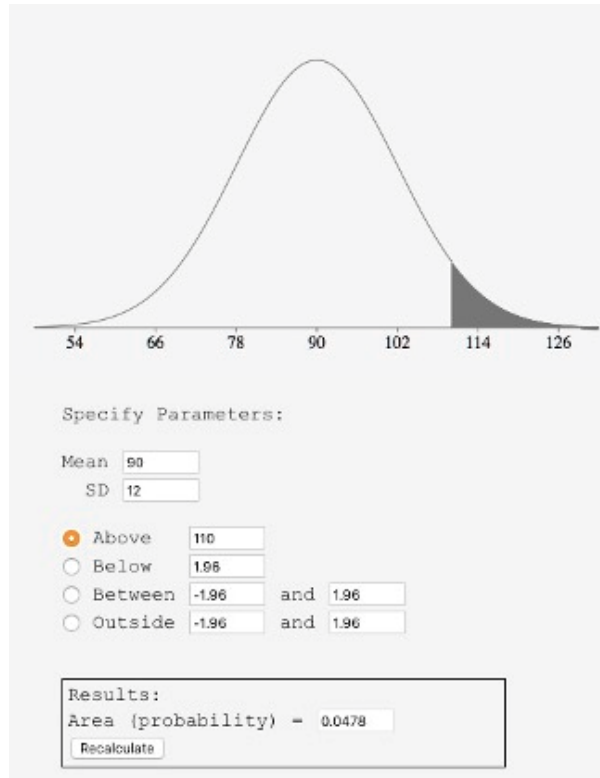 54 66 78 90 102 114 126
Specify Parameters:
Mean 90
SD 12
Above 110
Below 1.96
Between -1.96 and 1.96
Outside -1.96 and 1.96
Results:
Area (probability) = 0.0478
Recalculate